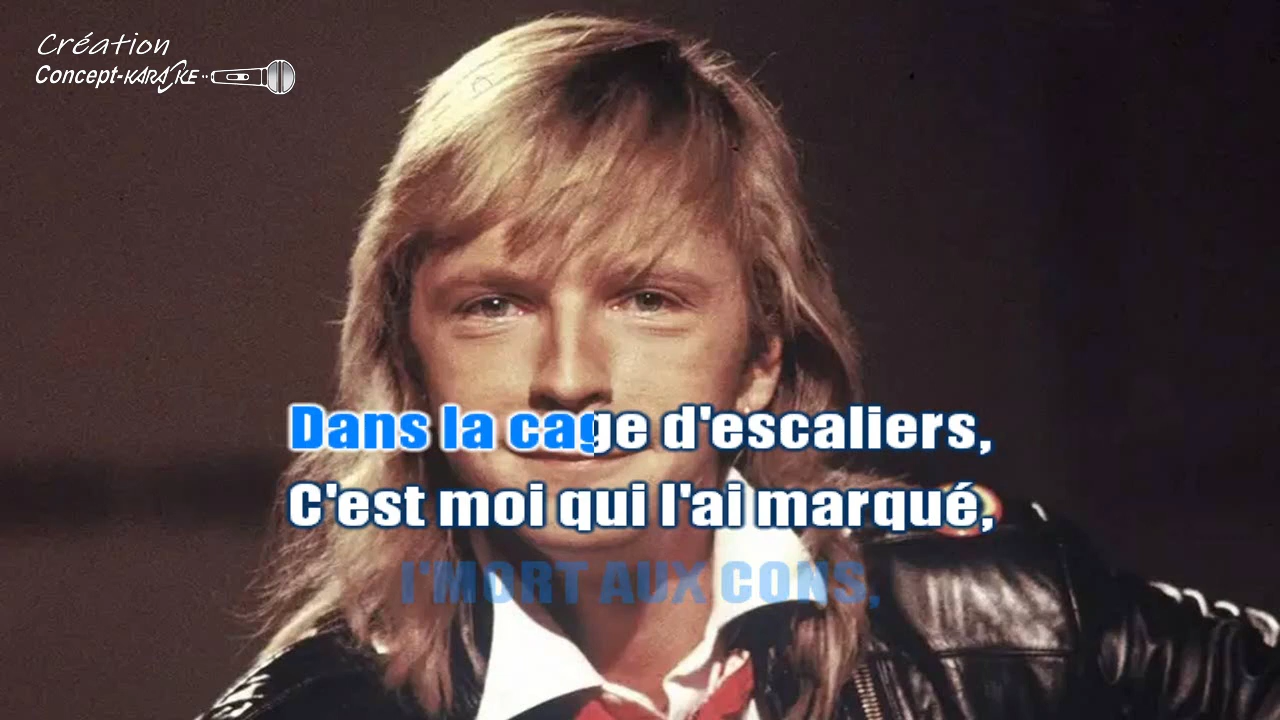 Création
Concept-KARAOKE
Dans la cage d'escaliers,
C'est moi qui l'ai marqué,
l'MORT AUX CONS,